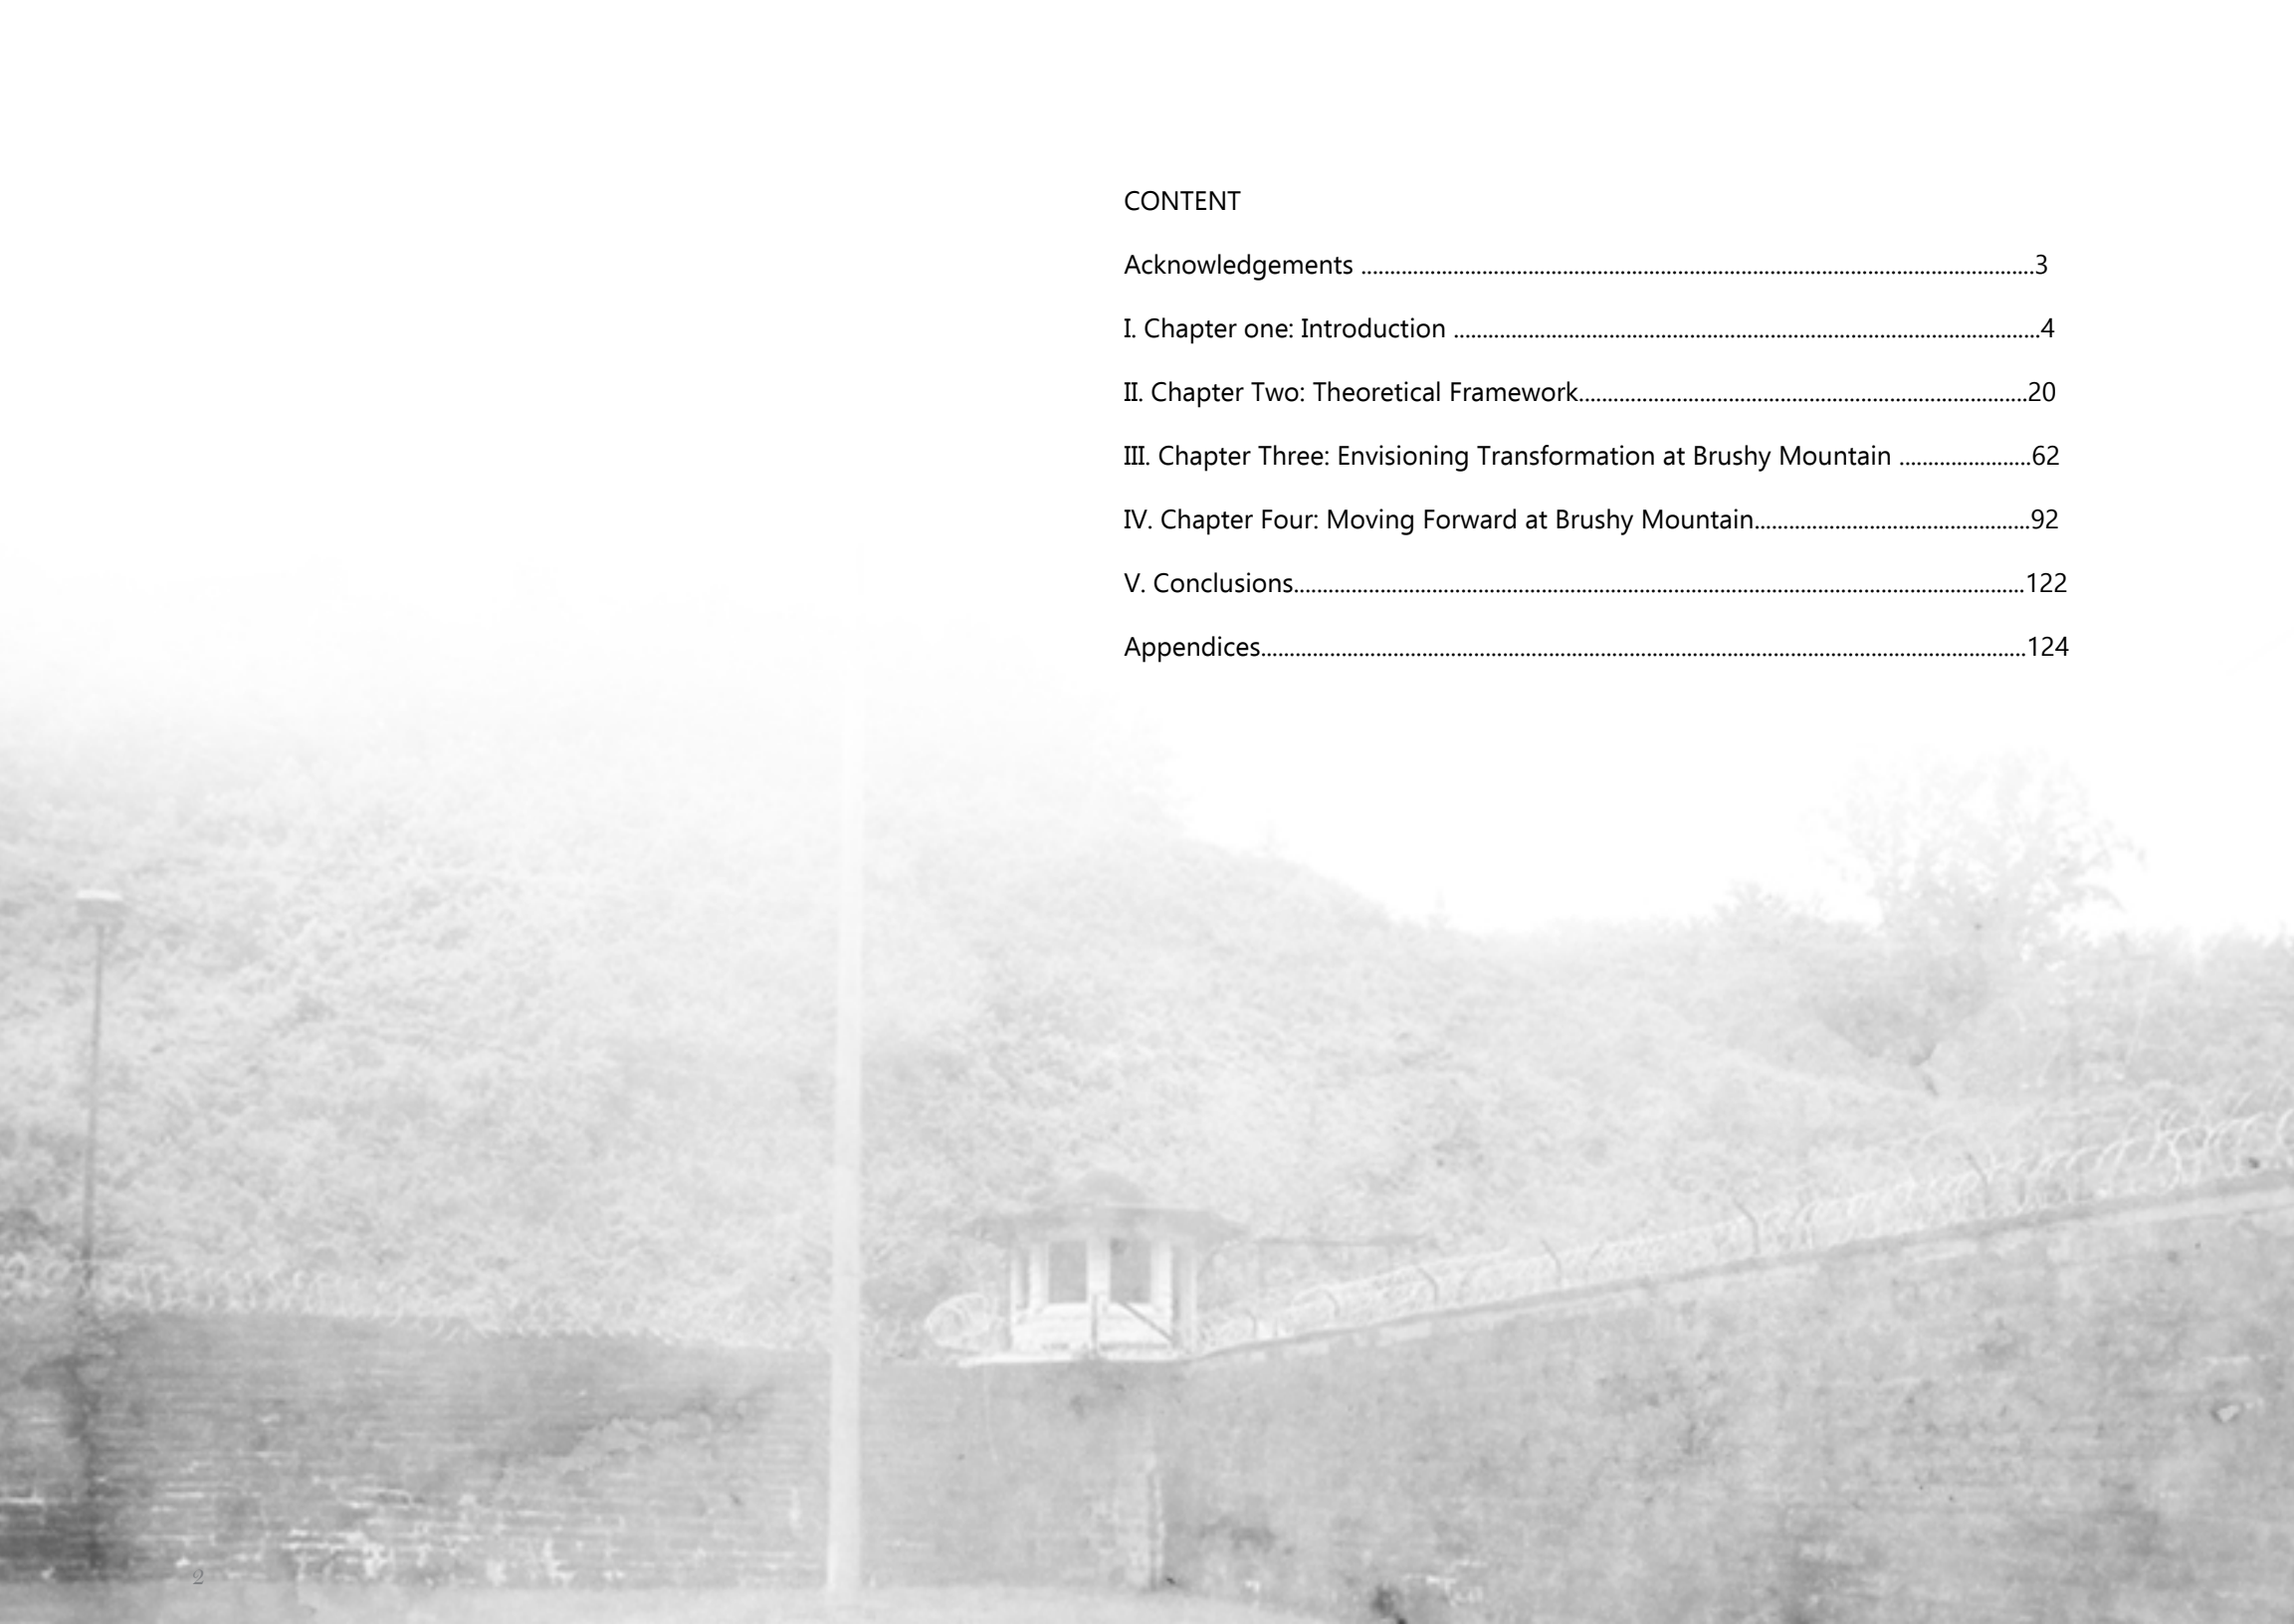 CONTENT
Acknowledgements ........................................................................................................................3
I. Chapter one: Introduction ........................................................................................................4
II. Chapter Two: Theoretical Framework................................................................................20
III. Chapter Three: Envisioning Transformation at Brushy Mountain .......................62
IV. Chapter Four: Moving Forward at Brushy Mountain.................................................92
V. Conclusions..................................................................................................................................122
Appendices........................................................................................................................................124
2